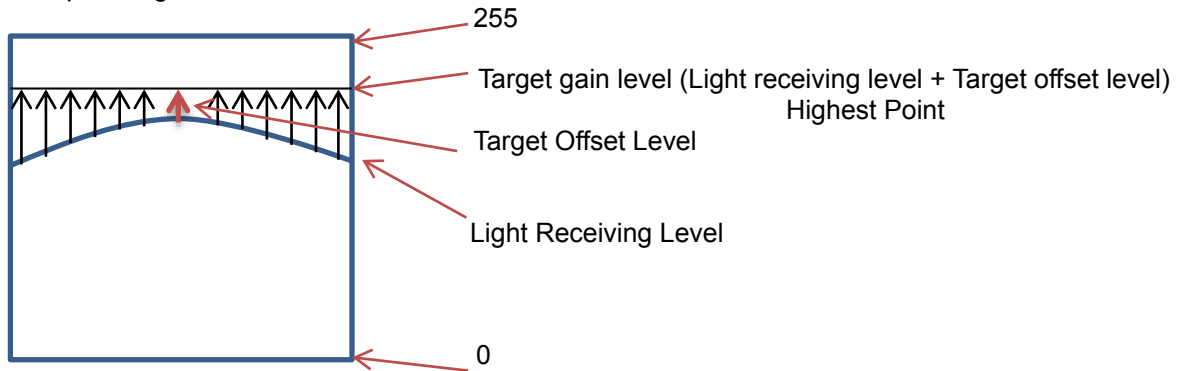 255
Target gain level (Light receiving level + Target offset level)
Highest Point
Target Offset Level
Light Receiving Level
0